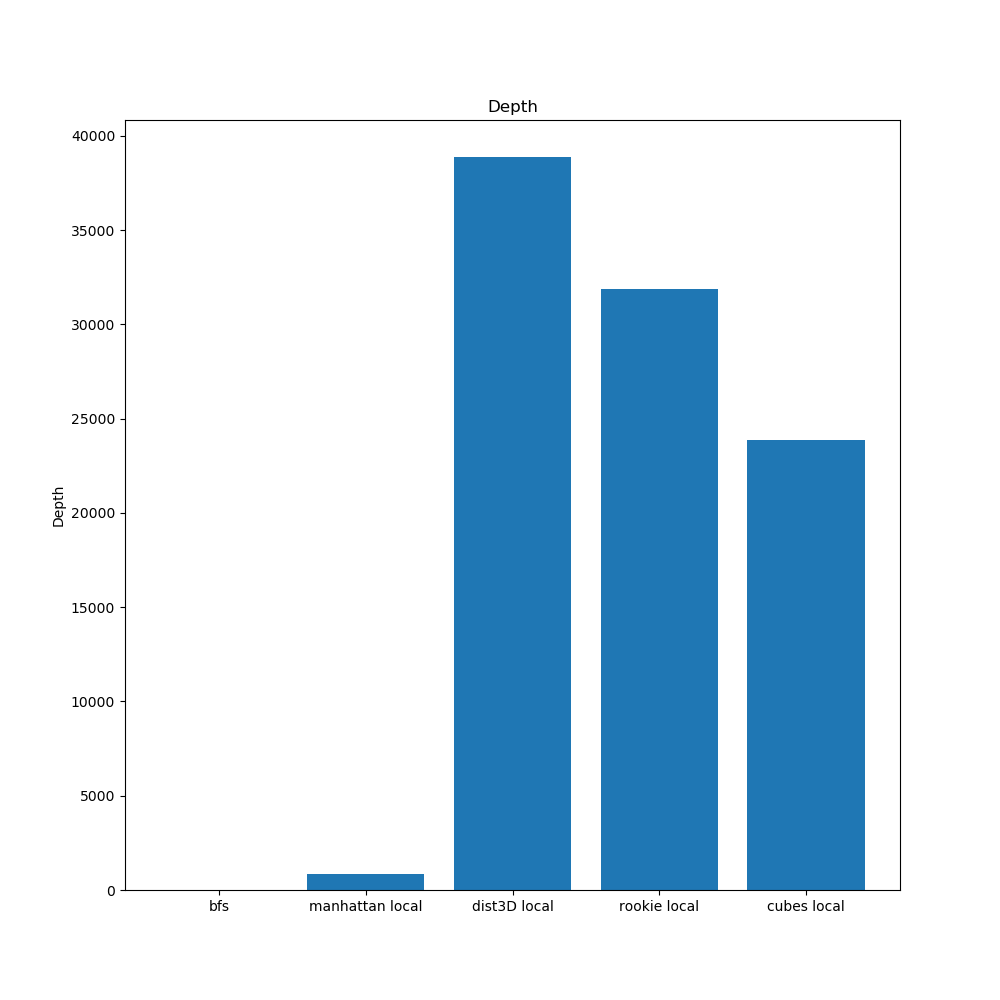 Depth
40000
35000
30000
25000
20000
15000
10000
5000
0
Depth
bfs
manhattan local
dist3D local
rookie local
cubes local